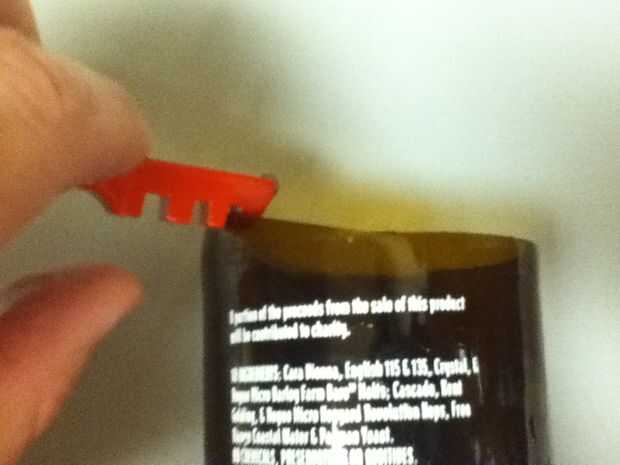 portion of the proceeds from the sale of this product
will be contributed to charity.
INGREDIENTS: Cara Vienna, English 115 & 135, Crystal, &
Rogue Micro Barley Farm Dare™ Malts; Cascade, Kent
Golding, & Rogue Micro Hopyard Revolution Hops, Free
Range Coastal Water & Pacman Yeast.
NO CHEMICALS, PRESERVATIVES OR ADDITIVES.